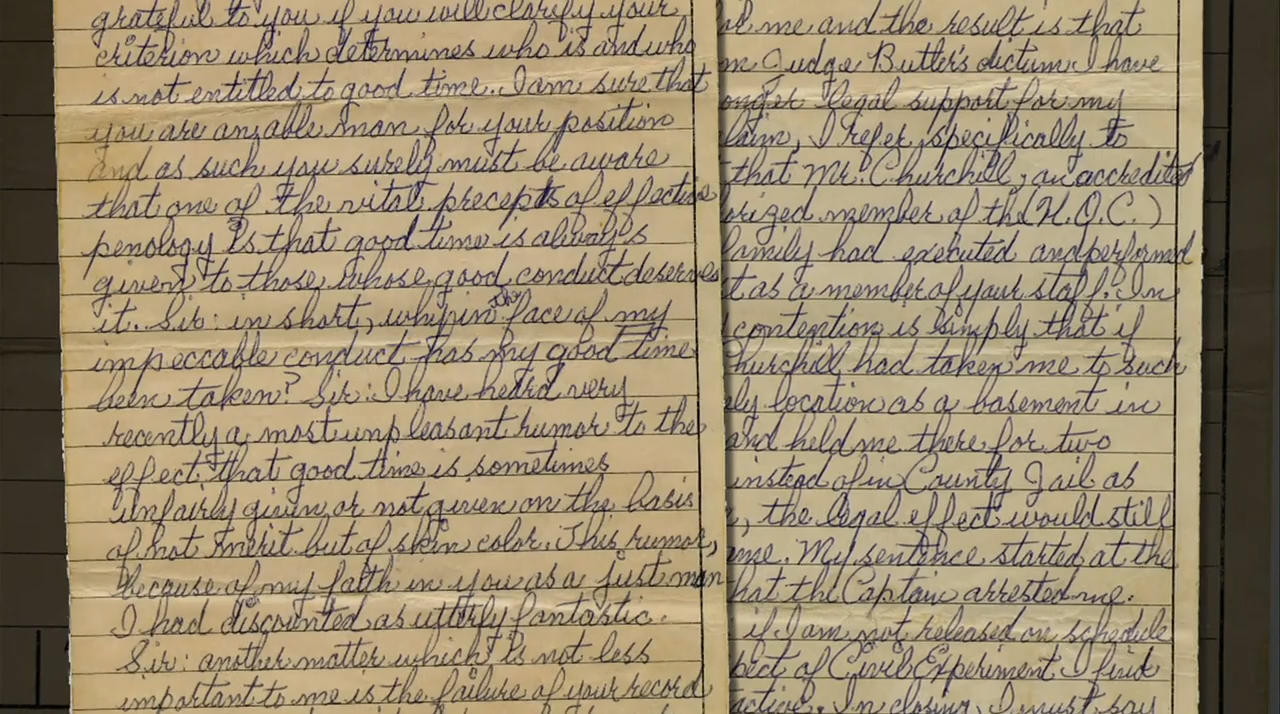 grateful to you if you will clarify your
criterion which determines who is and who
is not entitled to good time. I am sure that
you are an able man for your position
and as such you surely must be aware
that one of the vital precepts of effective
penology is that good time is always
given to those whose good conduct deserves
it. Sir: in short, why in the face of my
impeccable conduct has my good time
been taken? Sir: I have heard very
recently a most unpleasant rumor to the
effect that good time is sometimes
unfairly given or not given on the basis
of not merit but of skin color. This rumor,
because of my faith in you as a just man
I had discounted as utterly fantastic.
Sir: another matter which is not less
important to me is the failure of your record
me and the result is that
Judge Butler's dictum I have
legal support for my
I refer specifically to
that Mr. Churchill, an accredited
member of the (H.O.C.)
family had executed and performed
as a member of your staff. In
contention is simply that if
Churchill had taken me to such
location as a basement in
and held me there for two
instead of in County Jail as
, the legal effect would still
My sentence started at the
that the Captain arrested me.
if I am not released on schedule
of Civil Experiment. I find
In closing, I must say